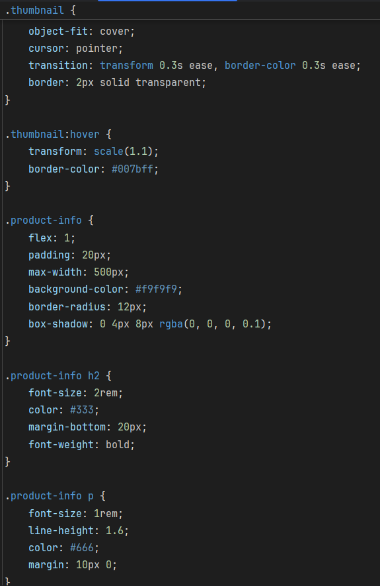 .thumbnail {
object-fit: cover;
cursor: pointer;
transition: transform 0.3s ease, border-color 0.3s ease;
border: 2px solid transparent;
}
.thumbnail:hover {
transform: scale(1.1);
border-color: #007bff;
}
.product-info {
flex: 1;
padding: 20px;
max-width: 500px;
background-color: #f9f9f9;
border-radius: 12px;
box-shadow: 0 4px 8px rgba(0, 0, 0, 0.1);
}
.product-info h2 {
font-size: 2rem;
color: #333;
margin-bottom: 20px;
font-weight: bold;
}
.product-info p {
font-size: 1rem;
line-height: 1.6;
color: #666;
margin: 10px 0;
}